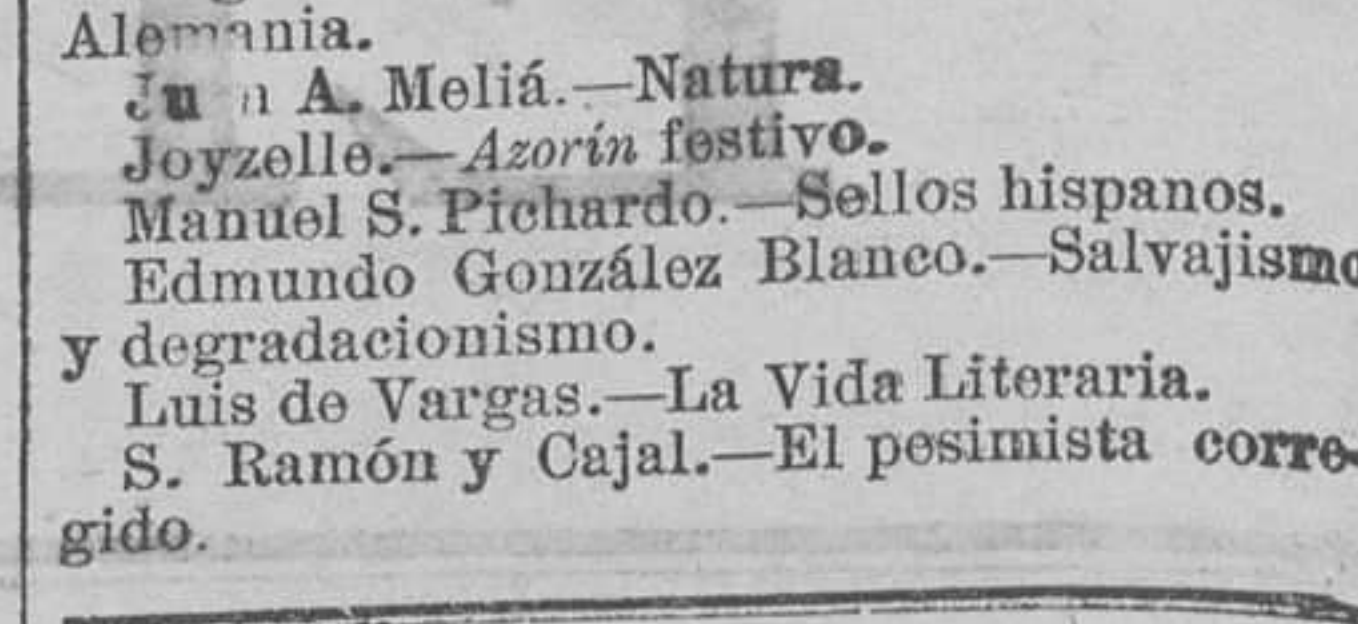 Alemania.
Juan A. Meliá.—Natura.
Joyzelle.—Azorín festivo.
Manuel S. Pichardo.—Sellos hispanos.
Edmundo González Blanco.—Salvajismo
y degradacionismo.
Luis de Vargas.—La Vida Literaria.
S. Ramón y Cajal.—El pesimista corre-
gido.